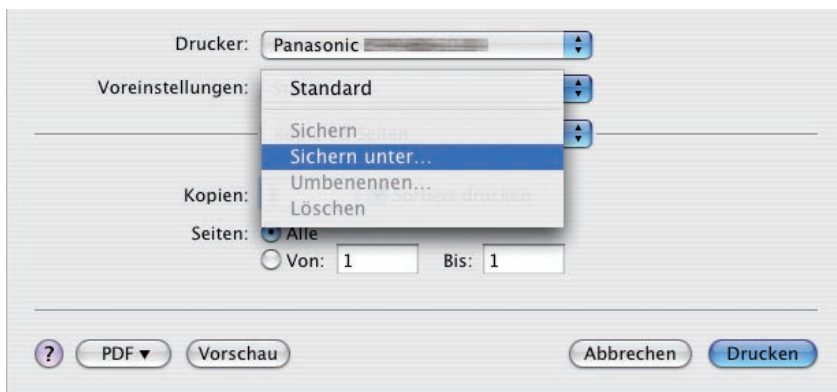 Drucker: Panasonic
Voreinstellungen: Standard
Sichern
Sichern unter...
Umbenennen...
Löschen
Kopien:
Seiten: Alle
Von: 1 Bis: 1
? PDF Vorschau Abbrechen Drucken